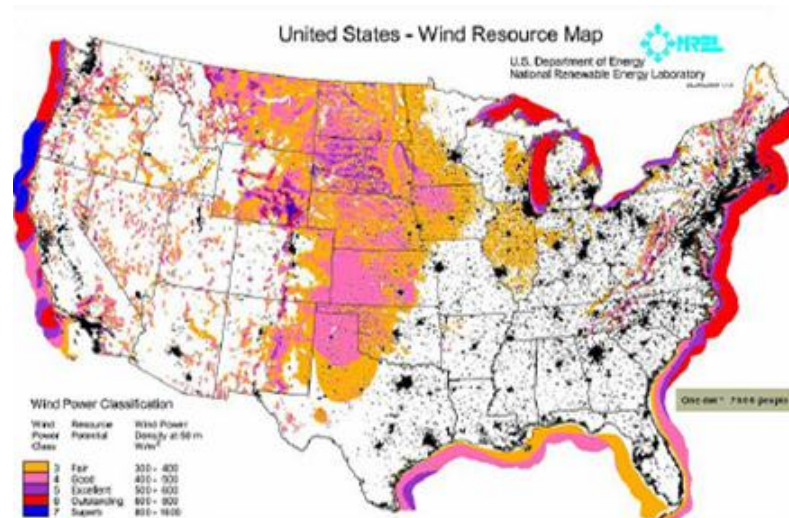 United States - Wind Resource Map
NREL
U.S. Department of Energy
National Renewable Energy Laboratory
One dot = 7500 people
Wind Power Classification
Wind Resource Wind Power
Power Potential Density at 50 m
Class W/m²
3 Fair 300 - 400
4 Good 400 - 500
5 Excellent 500 - 600
6 Outstanding 600 - 800
7 Superb 800 - 1600